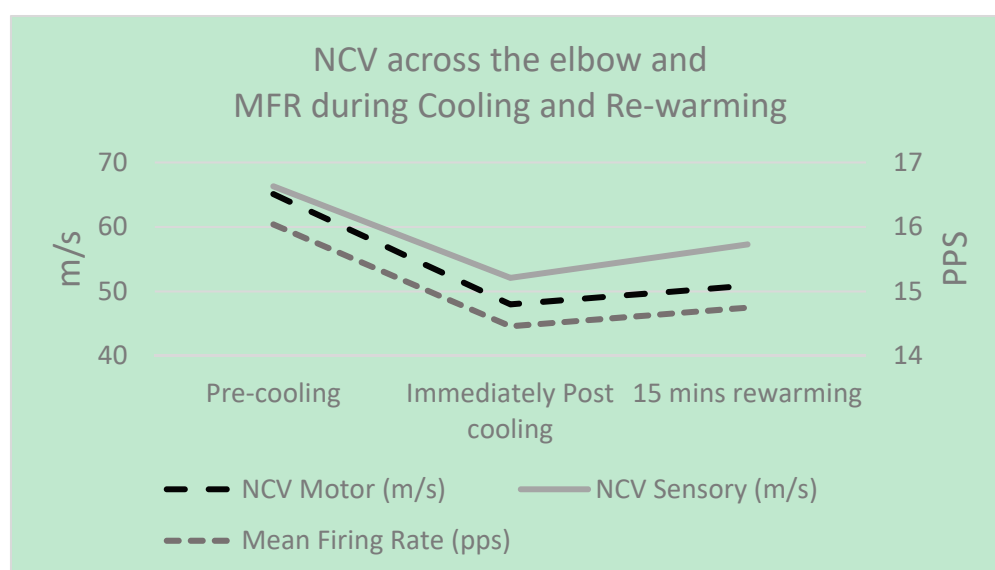 NCV across the elbow and
MFR during Cooling and Re-warming
70
60
50
40
m/s
17
16
15
14
PPS
Pre-cooling
Immediately Post
cooling
15 mins rewarming
NCV Motor (m/s)
NCV Sensory (m/s)
Mean Firing Rate (pps)